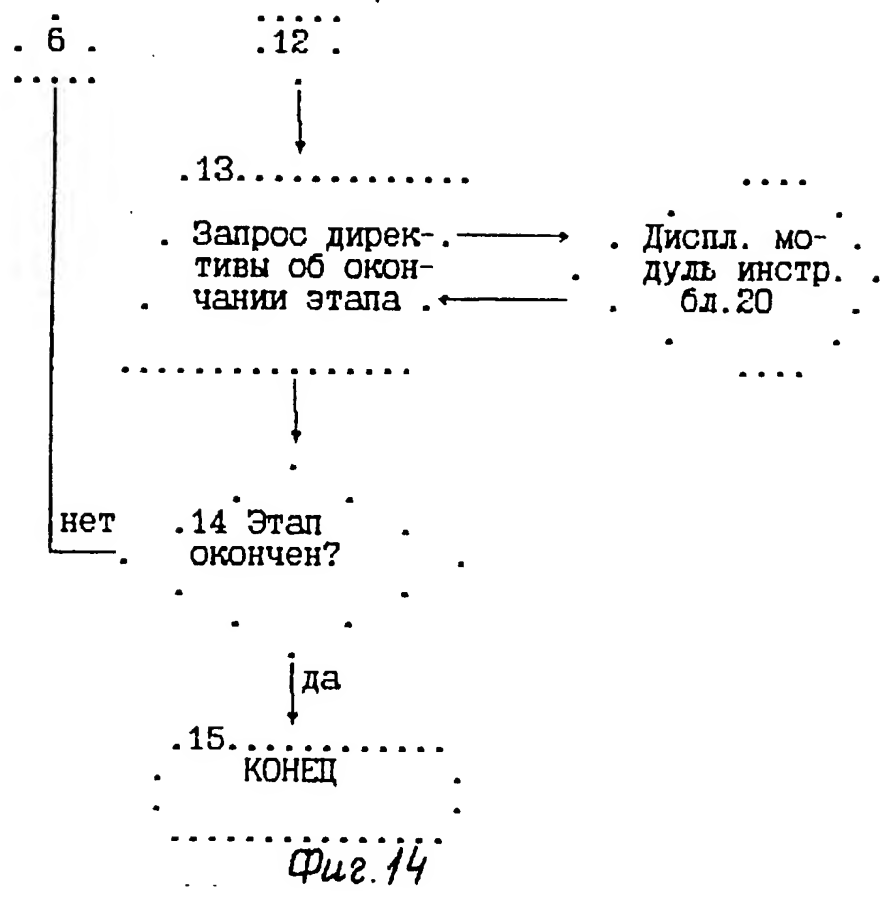 6
12
13
Запрос дирек-
тивы об окон-
чании этапа
Диспл. мо-
дуль инстр.
бл.20
нет
14 Этап
окончен?
да
15
КОНЕЦ
Фиг.14